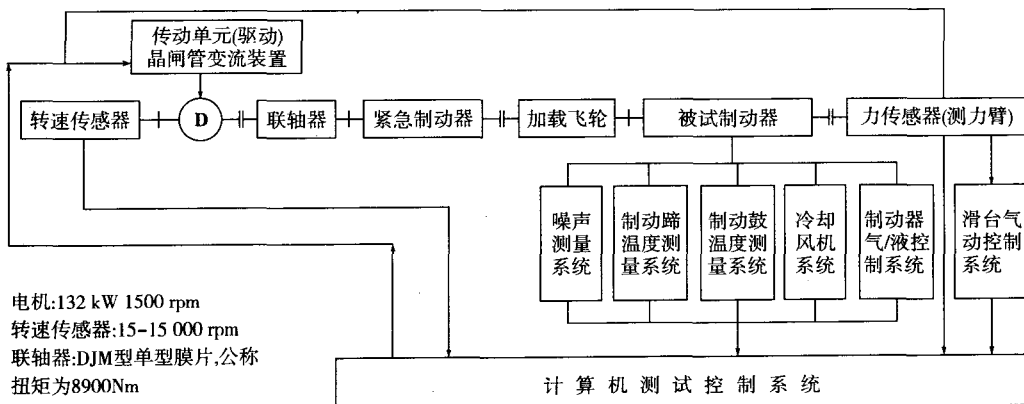 传动单元(驱动)
晶闸管变流装置
转速传感器
D
联轴器
紧急制动器
加载飞轮
被试制动器
力传感器(测力臂)
噪声
测量
系统
制动蹄
温度测
量系统
制动鼓
温度测
量系统
冷却
风机
系统
制动器
气/液控
制系统
滑台气
动控制
系统
电机:132 kW 1500 rpm
转速传感器:15-15 000 rpm
联轴器:DJM型单型膜片,公称
扭矩为8900Nm
计算机测试控制系统